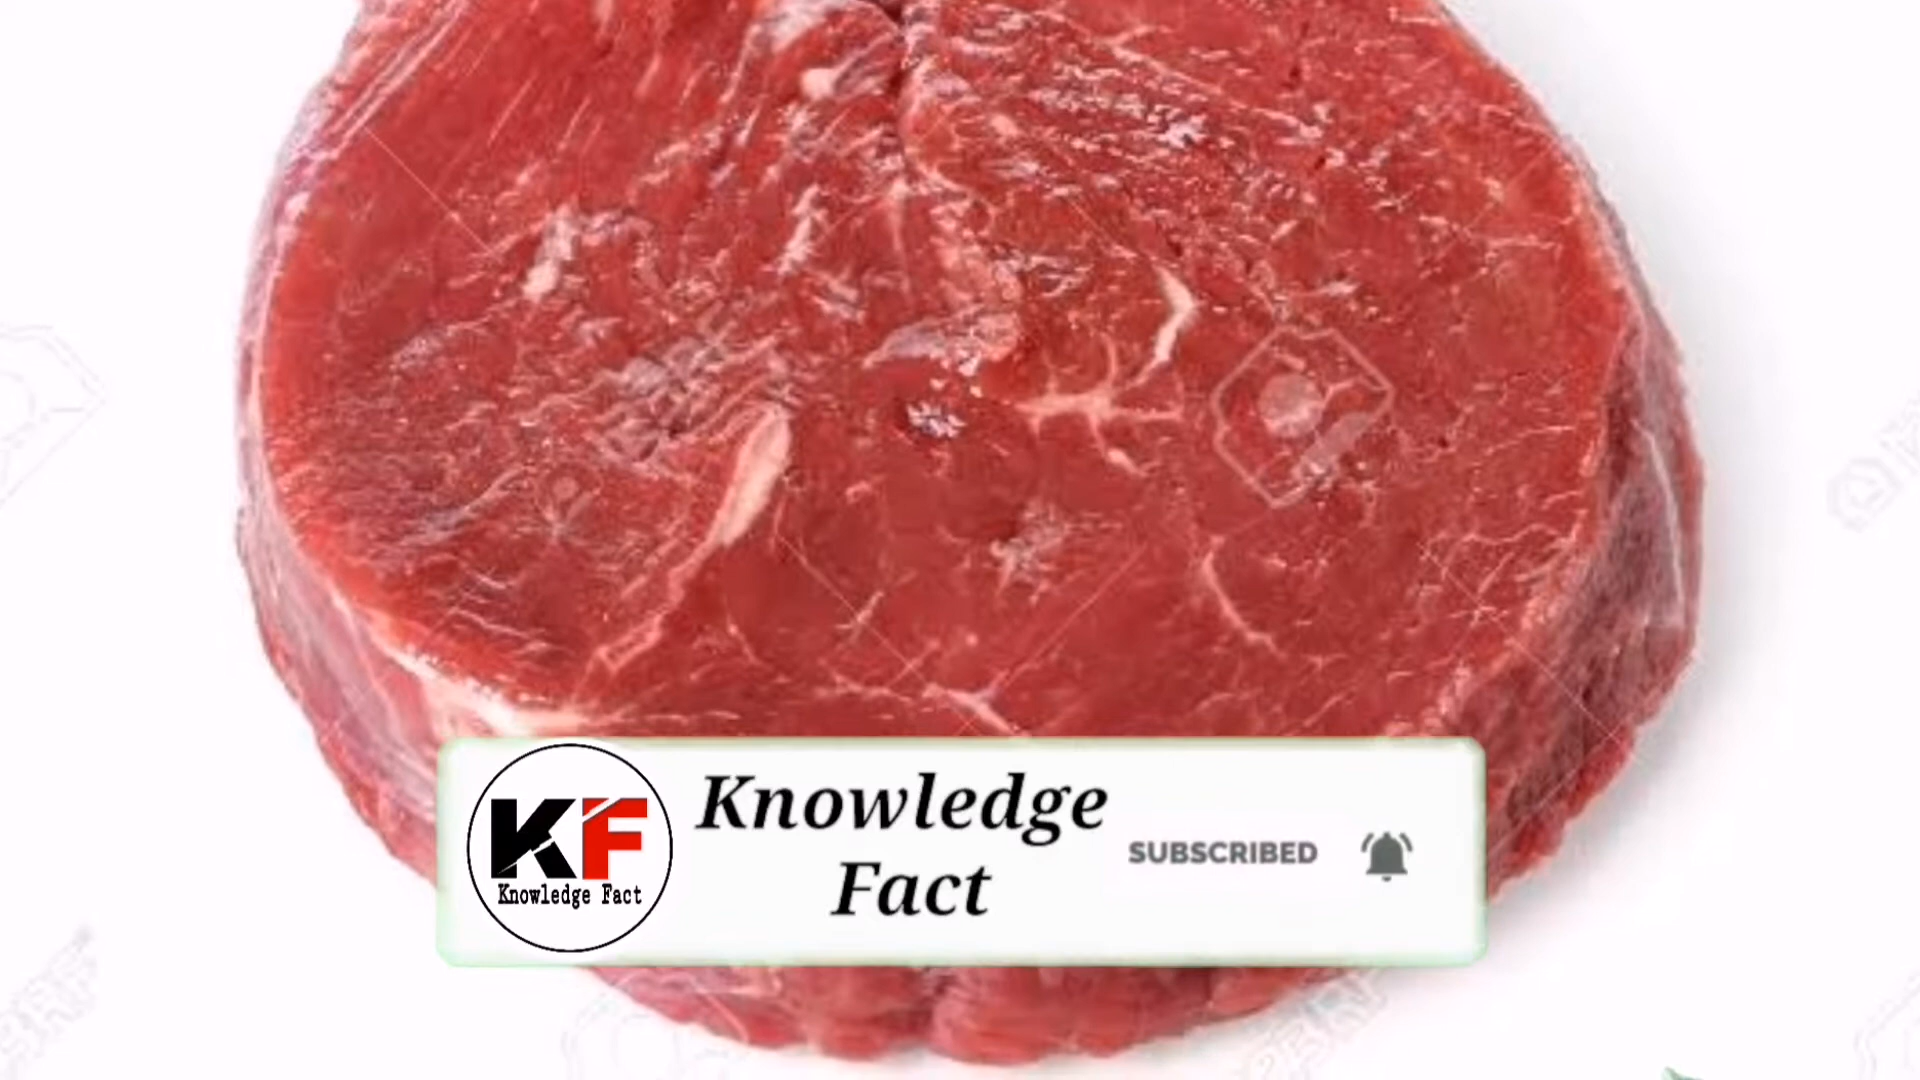 Knowledge
Fact
SUBSCRIBED
KF
Knowledge Fact